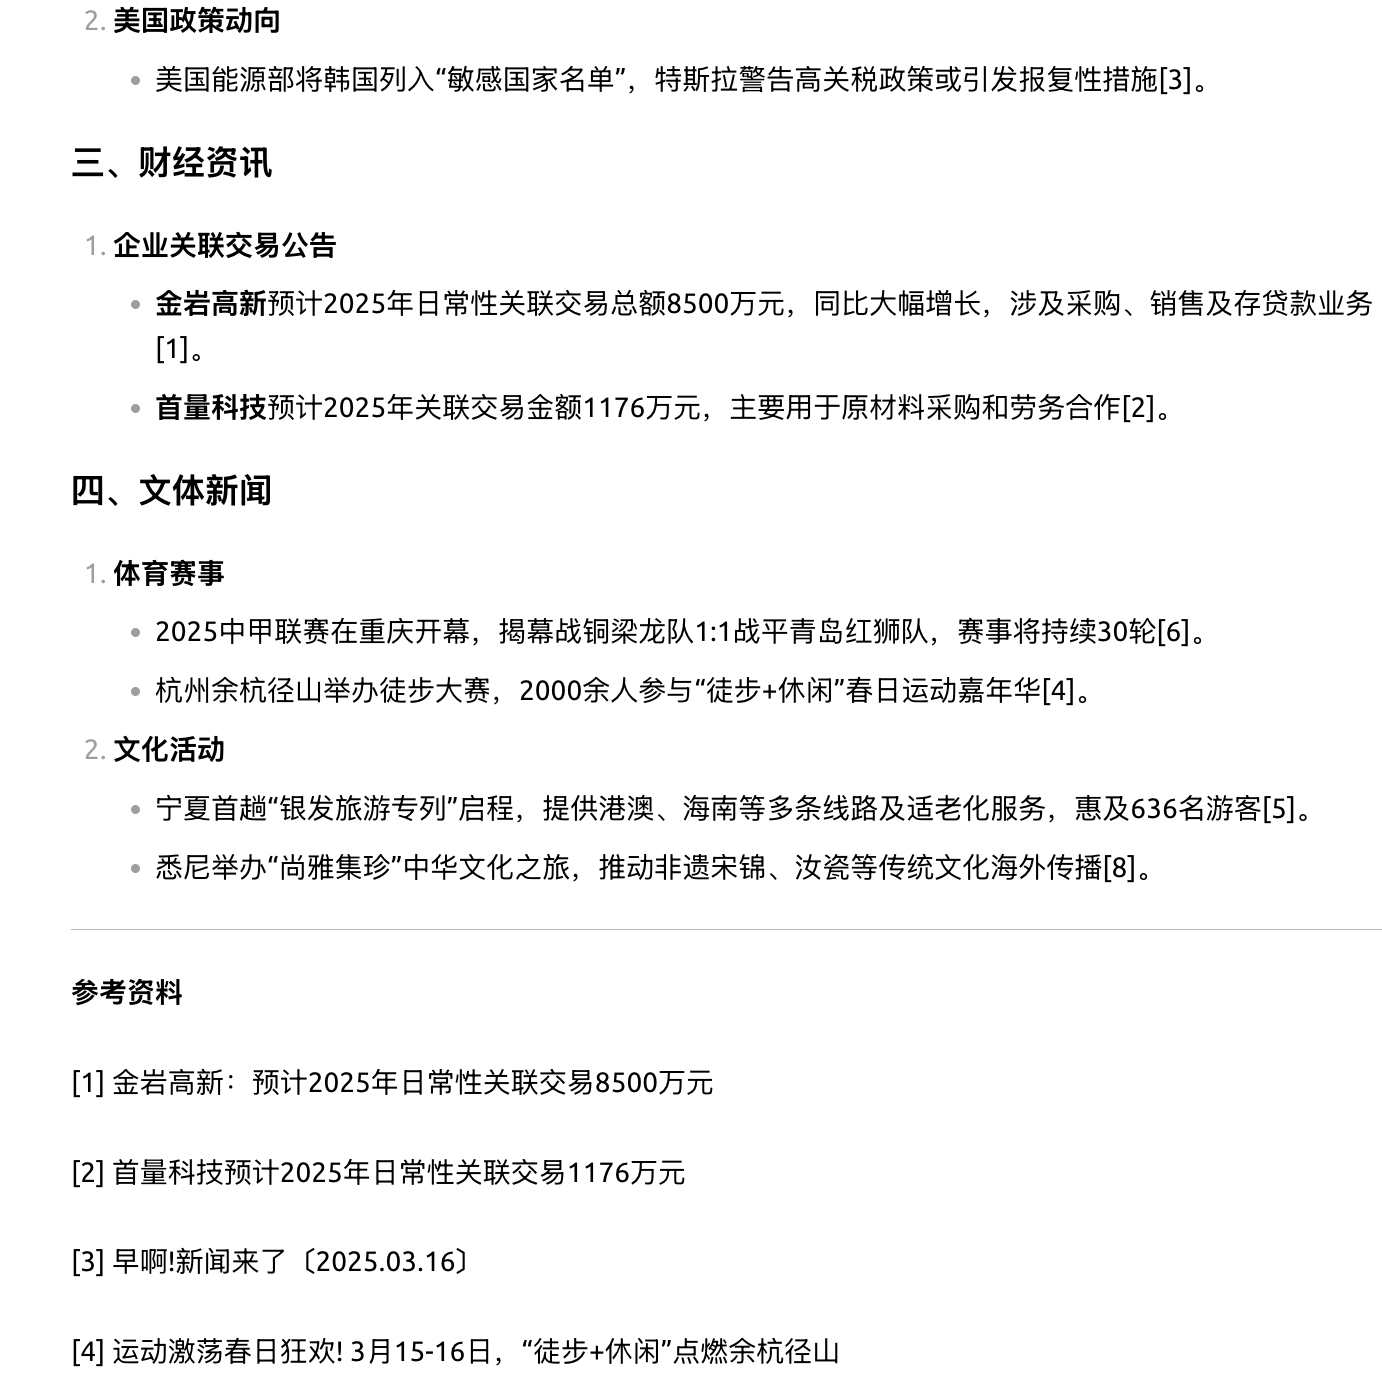 2. 美国政策动向
• 美国能源部将韩国列入“敏感国家名单”，特斯拉警告高关税政策或引发报复性措施[3]。
三、财经资讯
1. 企业关联交易公告
• 金岩高新预计2025年日常性关联交易总额8500万元，同比大幅增长，涉及采购、销售及存贷款业务
[1]。
• 首量科技预计2025年关联交易金额1176万元，主要用于原材料采购和劳务合作[2]。
四、文体新闻
1. 体育赛事
• 2025中甲联赛在重庆开幕，揭幕战铜梁龙队1:1战平青岛红狮队，赛事将持续30轮[6]。
• 杭州余杭径山举办徒步大赛，2000余人参与“徒步+休闲”春日运动嘉年华[4]。
2. 文化活动
• 宁夏首趟“银发旅游专列”启程，提供港澳、海南等多条线路及适老化服务，惠及636名游客[5]。
• 悉尼举办“尚雅集珍”中华文化之旅，推动非遗宋锦、汝瓷等传统文化海外传播[8]。
参考资料
[1] 金岩高新：预计2025年日常性关联交易8500万元
[2] 首量科技预计2025年日常性关联交易1176万元
[3] 早啊!新闻来了〔2025.03.16〕
[4] 运动激荡春日狂欢! 3月15-16日，“徒步+休闲”点燃余杭径山